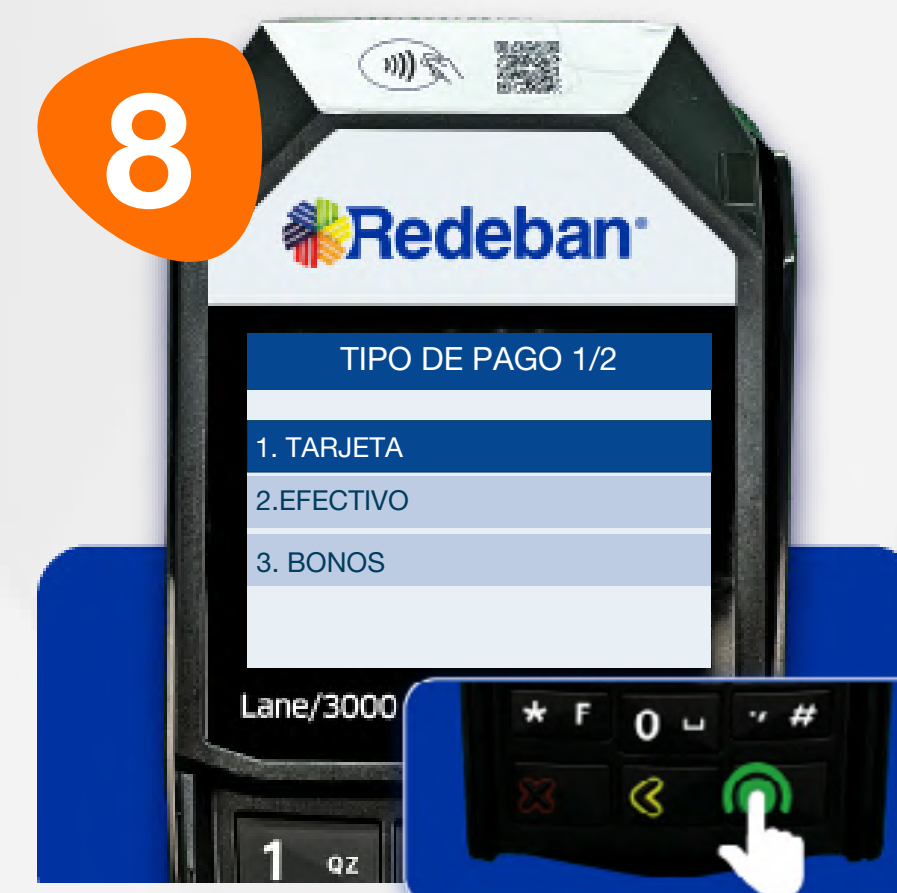 8
Redeban
TIPO DE PAGO 1/2
1. TARJETA
2.EFECTIVO
3. BONOS
Lane/3000
* F 0 ., #
1 QZ